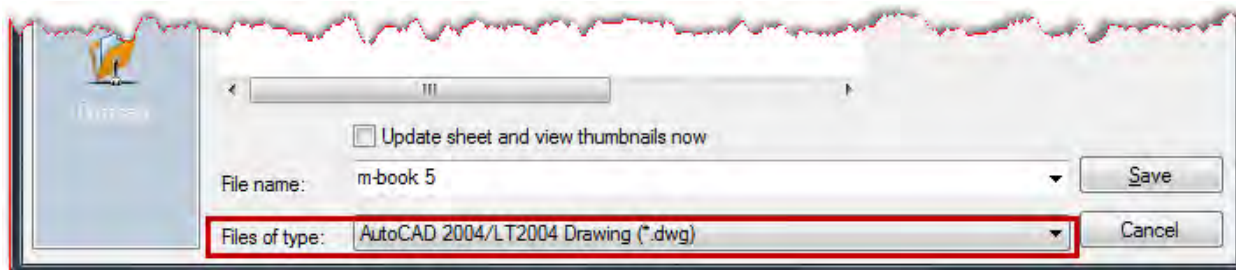 Update sheet and view thumbnails now
File name: m-book 5 Save
Files of type: AutoCAD 2004/LT2004 Drawing (*.dwg) Cancel